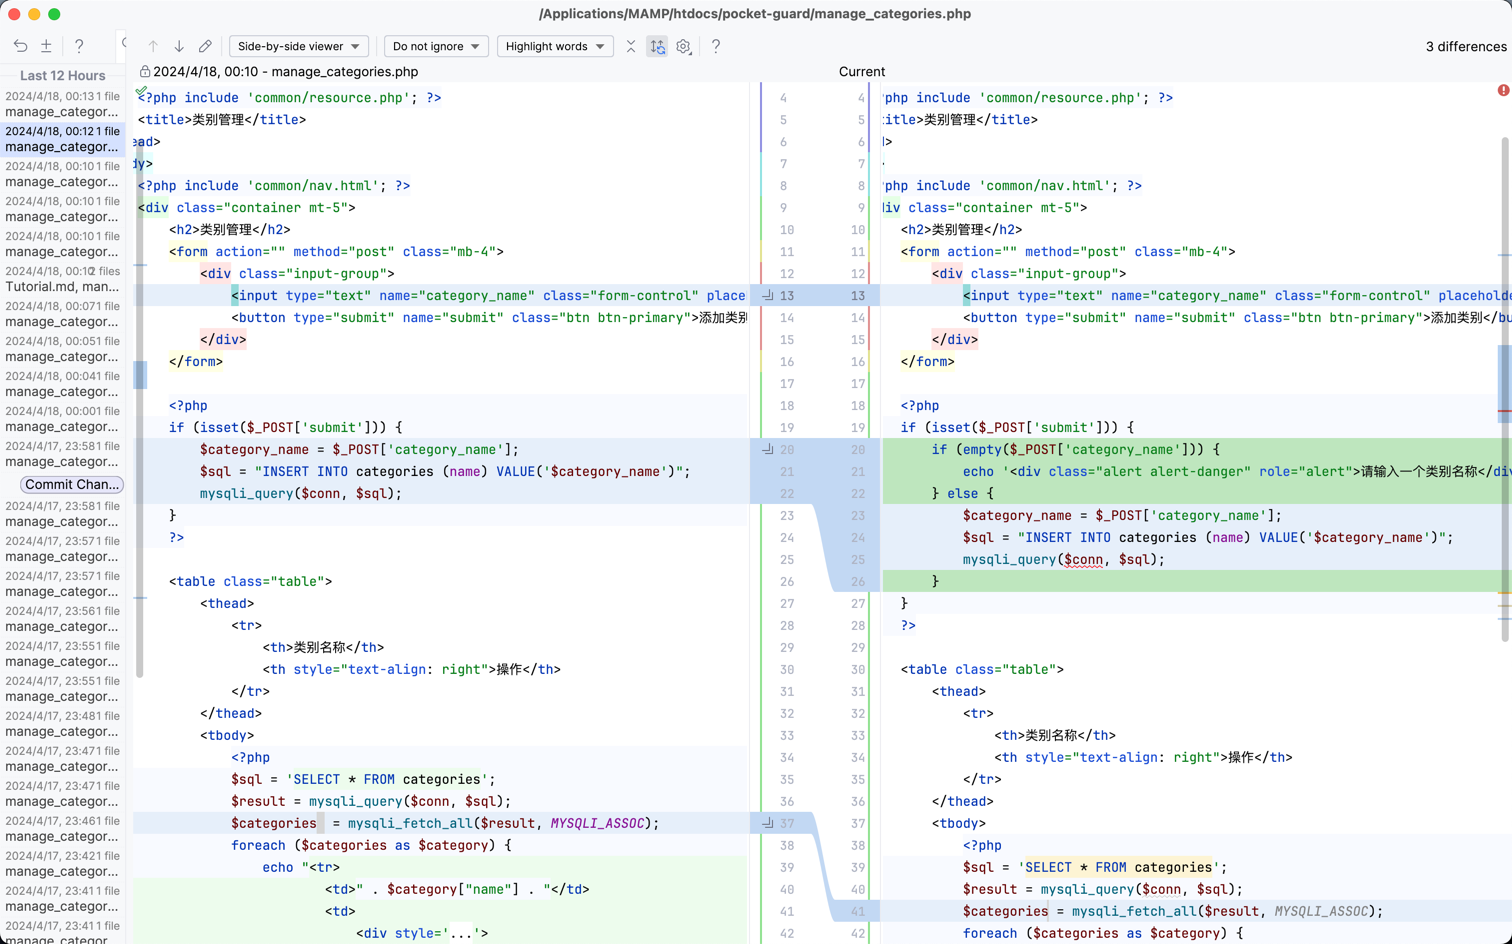 /Applications/MAMP/htdocs/pocket-guard/manage_categories.php
Side-by-side viewer
Do not ignore
Highlight words
?
3 differences
Last 12 Hours
2024/4/18, 00:13 1 file
manage_categor...
2024/4/18, 00:12 1 file
manage_categor...
2024/4/18, 00:10 1 file
manage_categor...
2024/4/18, 00:10 1 file
manage_categor...
2024/4/18, 00:10 1 file
manage_categor...
2024/4/18, 00:10 2 files
Tutorial.md, man...
2024/4/18, 00:07 1 file
manage_categor...
2024/4/18, 00:05 1 file
manage_categor...
2024/4/18, 00:04 1 file
manage_categor...
2024/4/18, 00:00 1 file
manage_categor...
2024/4/17, 23:58 1 file
manage_categor...
Commit Chan...
2024/4/17, 23:58 1 file
manage_categor...
2024/4/17, 23:57 1 file
manage_categor...
2024/4/17, 23:57 1 file
manage_categor...
2024/4/17, 23:56 1 file
manage_categor...
2024/4/17, 23:55 1 file
manage_categor...
2024/4/17, 23:55 1 file
manage_categor...
2024/4/17, 23:48 1 file
manage_categor...
2024/4/17, 23:47 1 file
manage_categor...
2024/4/17, 23:47 1 file
manage_categor...
2024/4/17, 23:46 1 file
manage_categor...
2024/4/17, 23:42 1 file
manage_categor...
2024/4/17, 23:41 1 file
manage_categor...
2024/4/17, 23:41 1 file
manage_categor...
2024/4/18, 00:10 - manage_categories.php
<?php include 'common/resource.php'; ?>
<title>类别管理</title>
ead>
dy>
<?php include 'common/nav.html'; ?>
<div class="container mt-5">
<h2>类别管理</h2>
<form action="" method="post" class="mb-4">
<div class="input-group">
<input type="text" name="category_name" class="form-control" place
<button type="submit" name="submit" class="btn btn-primary">添加类别
</div>
</form>
<?php
if (isset($_POST['submit'])) {
$category_name = $_POST['category_name'];
$sql = "INSERT INTO categories (name) VALUE('$category_name')";
mysqli_query($conn, $sql);
}
?>
<table class="table">
<thead>
<tr>
<th>类别名称</th>
<th style="text-align: right">操作</th>
</tr>
</thead>
<tbody>
<?php
$sql = 'SELECT * FROM categories';
$result = mysqli_query($conn, $sql);
$categories = mysqli_fetch_all($result, MYSQLI_ASSOC);
foreach ($categories as $category) {
echo "<tr>
<td>" . $category["name"] . "</td>
<td>
<div style='...'>
Current
4 4 php include 'common/resource.php'; ?>
5 5 itle>类别管理</title>
6 6 >
7 7
8 8 php include 'common/nav.html'; ?>
9 9 iv class="container mt-5">
10 10 <h2>类别管理</h2>
11 11 <form action="" method="post" class="mb-4">
12 12 <div class="input-group">
13 13 <input type="text" name="category_name" class="form-control" placeholde
14 14 <button type="submit" name="submit" class="btn btn-primary">添加类别</bu
15 15 </div>
16 16 </form>
17 17
18 18 <?php
19 19 if (isset($_POST['submit'])) {
20 20 if (empty($_POST['category_name'])) {
21 21 echo '<div class="alert alert-danger" role="alert">请输入一个类别名称</di
22 22 } else {
23 23 $category_name = $_POST['category_name'];
24 24 $sql = "INSERT INTO categories (name) VALUE('$category_name')";
25 25 mysqli_query($conn, $sql);
26 26 }
27 27 }
28 28 ?>
29 29
30 30 <table class="table">
31 31 <thead>
32 32 <tr>
33 33 <th>类别名称</th>
34 34 <th style="text-align: right">操作</th>
35 35 </tr>
36 36 </thead>
37 37 <tbody>
38 38 <?php
39 39 $sql = 'SELECT * FROM categories';
40 40 $result = mysqli_query($conn, $sql);
41 41 $categories = mysqli_fetch_all($result, MYSQLI_ASSOC);
42 42 foreach ($categories as $category) {